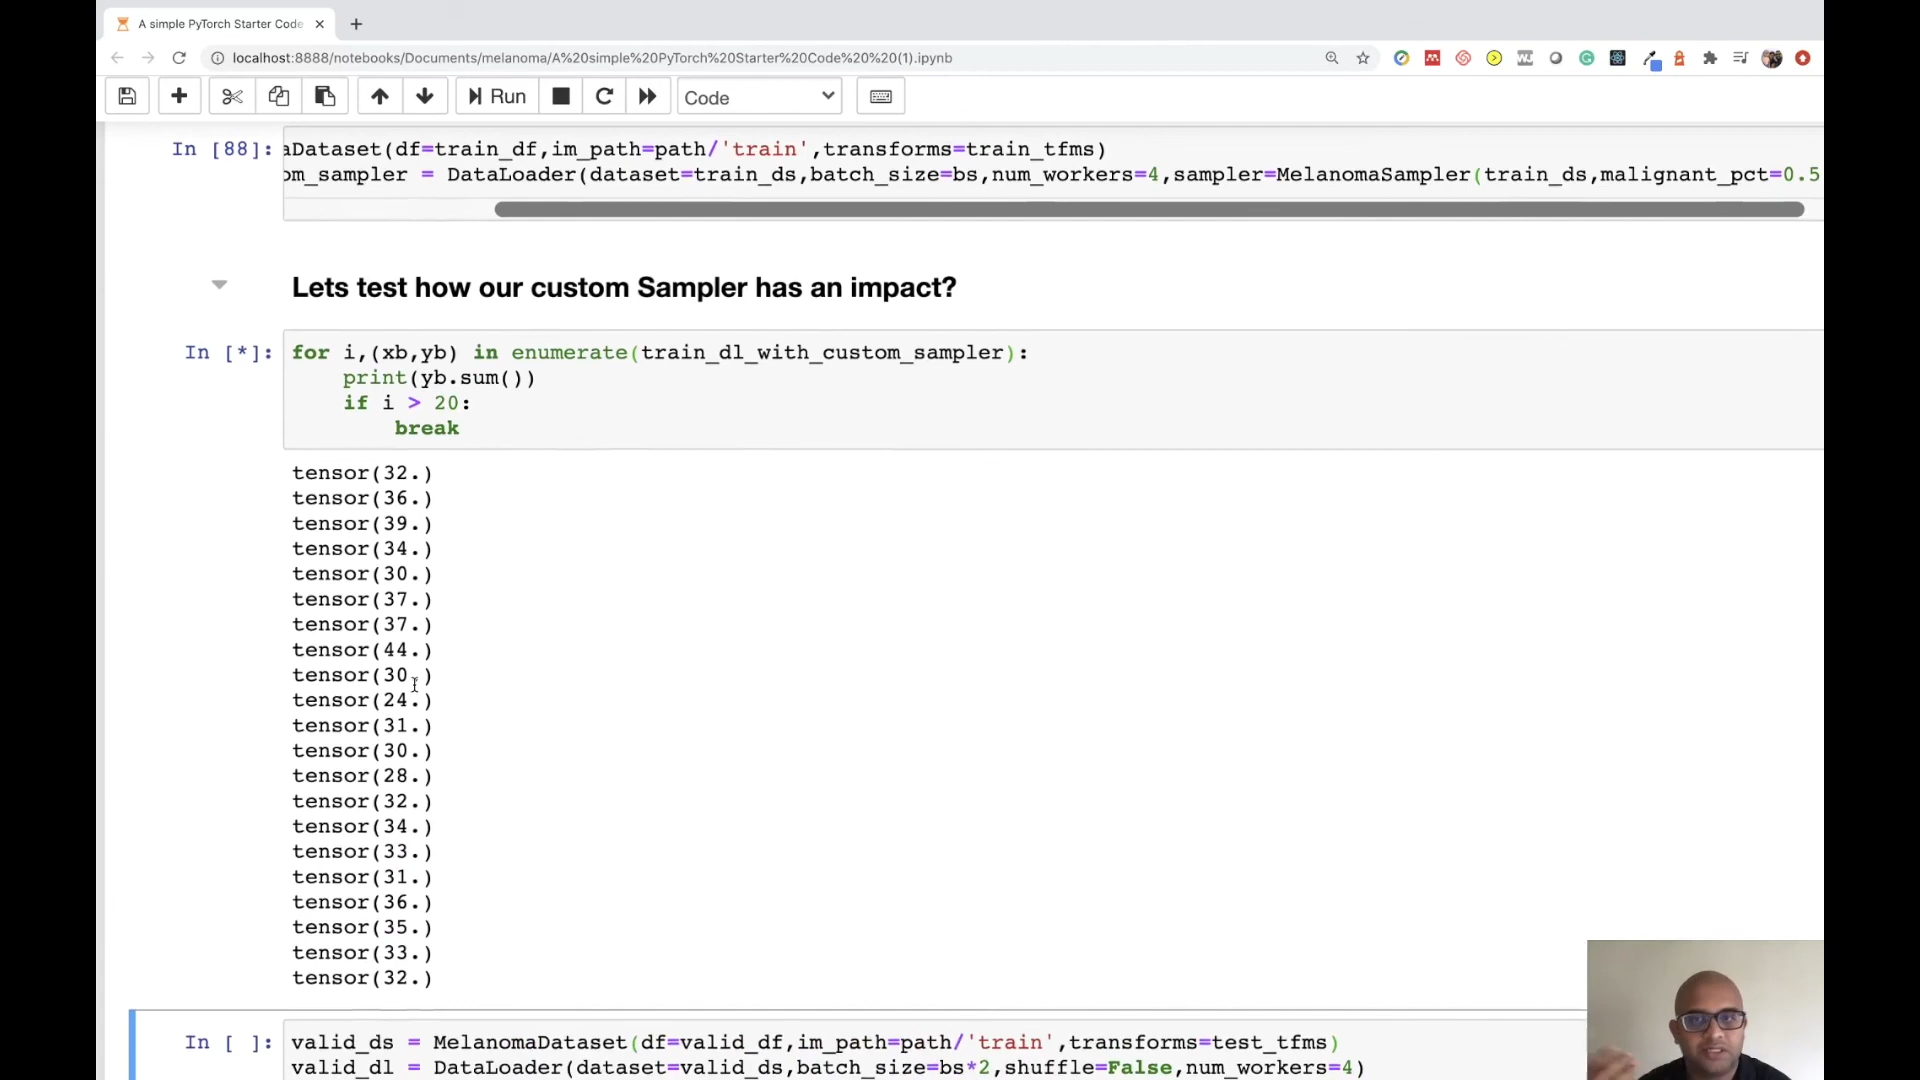 A simple PyTorch Starter Code
localhost:8888/notebooks/Documents/melanoma/A%20simple%20PyTorch%20Starter%20Code%20%20(1).ipynb
Run
Code
In [88]:
aDataset(df=train_df,im_path=path/'train',transforms=train_tfms)
om_sampler = DataLoader(dataset=train_ds,batch_size=bs,num_workers=4,sampler=MelanomaSampler(train_ds,malignant_pct=0.5
Lets test how our custom Sampler has an impact?
In [*]:
for i,(xb,yb) in enumerate(train_dl_with_custom_sampler):
print(yb.sum())
if i > 20:
break
tensor(32.)
tensor(36.)
tensor(39.)
tensor(34.)
tensor(30.)
tensor(37.)
tensor(37.)
tensor(44.)
tensor(30.)
tensor(24.)
tensor(31.)
tensor(30.)
tensor(28.)
tensor(32.)
tensor(34.)
tensor(33.)
tensor(31.)
tensor(36.)
tensor(35.)
tensor(33.)
tensor(32.)
In [ ]:
valid_ds = MelanomaDataset(df=valid_df,im_path=path/'train',transforms=test_tfms)
valid_dl = DataLoader(dataset=valid_ds,batch_size=bs*2,shuffle=False,num_workers=4)